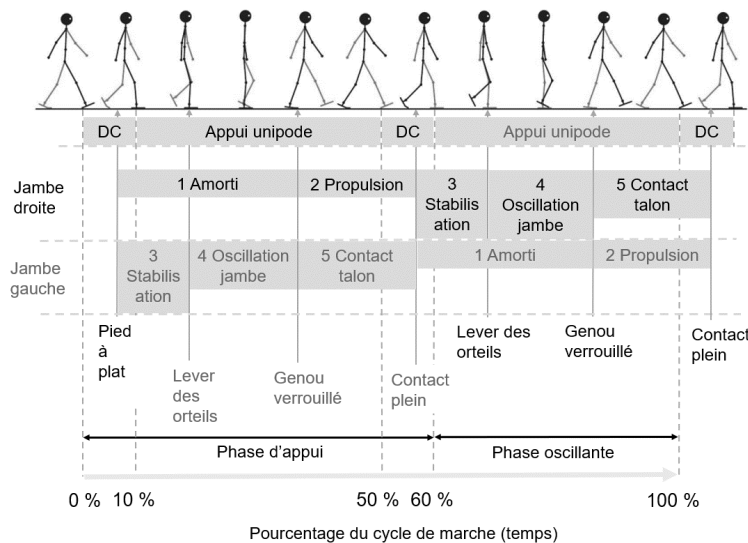 DC
Appui unipode
DC
Appui unipode
DC
Jambe
droite
1 Amorti
2 Propulsion
3
Stabilis
ation
4
Oscillation
jambe
5 Contact
talon
Jambe
gauche
3
Stabilis
ation
4 Oscillation
jambe
5 Contact
talon
1 Amorti
2 Propulsion
Pied
à
plat
Lever
des
orteils
Genou
verrouillé
Contact
plein
Lever des
orteils
Genou
verrouillé
Contact
plein
Phase d'appui
Phase oscillante
0 %
10 %
50 %
60 %
100 %
Pourcentage du cycle de marche (temps)